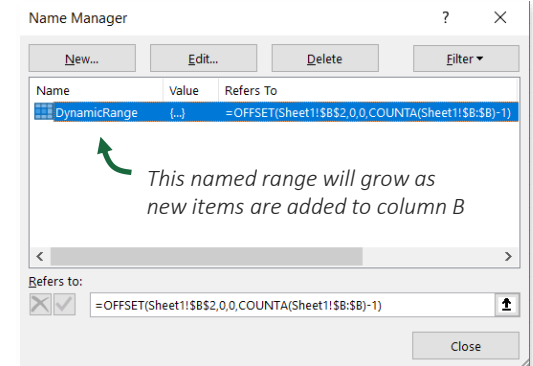 Name Manager ? ×
New... Edit... Delete Filter
Name Value Refers To
DynamicRange {...} =OFFSET(Sheet1!$B$2,0,0,COUNTA(Sheet1!$B:$B)-1)
This named range will grow as
new items are added to column B
Refers to:
=OFFSET(Sheet1!$B$2,0,0,COUNTA(Sheet1!$B:$B)-1)
Close